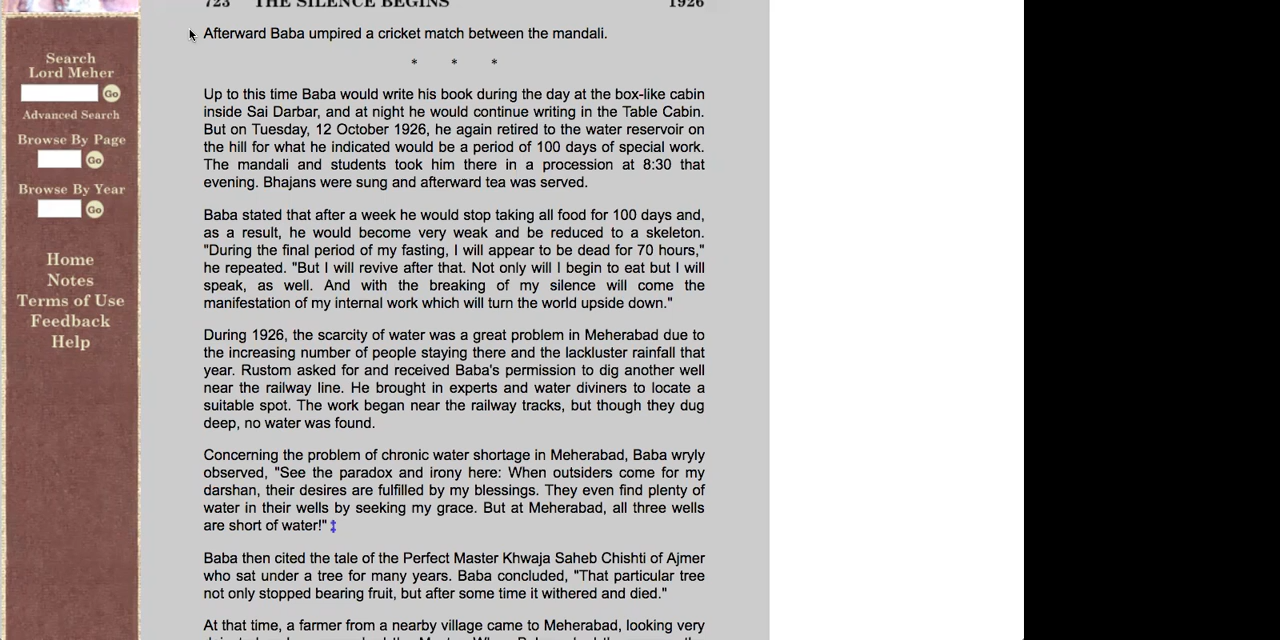 723 THE SILENCE BEGINS 1926
Search
Lord Meher
Go
Advanced Search
Browse By Page
Go
Browse By Year
Go
Home
Notes
Terms of Use
Feedback
Help
Afterward Baba umpired a cricket match between the mandali.
* * *
Up to this time Baba would write his book during the day at the box-like cabin
inside Sai Darbar, and at night he would continue writing in the Table Cabin.
But on Tuesday, 12 October 1926, he again retired to the water reservoir on
the hill for what he indicated would be a period of 100 days of special work.
The mandali and students took him there in a procession at 8:30 that
evening. Bhajans were sung and afterward tea was served.
Baba stated that after a week he would stop taking all food for 100 days and,
as a result, he would become very weak and be reduced to a skeleton.
"During the final period of my fasting, I will appear to be dead for 70 hours,"
he repeated. "But I will revive after that. Not only will I begin to eat but I will
speak, as well. And with the breaking of my silence will come the
manifestation of my internal work which will turn the world upside down."
During 1926, the scarcity of water was a great problem in Meherabad due to
the increasing number of people staying there and the lackluster rainfall that
year. Rustom asked for and received Baba's permission to dig another well
near the railway line. He brought in experts and water diviners to locate a
suitable spot. The work began near the railway tracks, but though they dug
deep, no water was found.
Concerning the problem of chronic water shortage in Meherabad, Baba wryly
observed, "See the paradox and irony here: When outsiders come for my
darshan, their desires are fulfilled by my blessings. They even find plenty of
water in their wells by seeking my grace. But at Meherabad, all three wells
are short of water!" ‡
Baba then cited the tale of the Perfect Master Khwaja Saheb Chishti of Ajmer
who sat under a tree for many years. Baba concluded, "That particular tree
not only stopped bearing fruit, but after some time it withered and died."
At that time, a farmer from a nearby village came to Meherabad, looking very